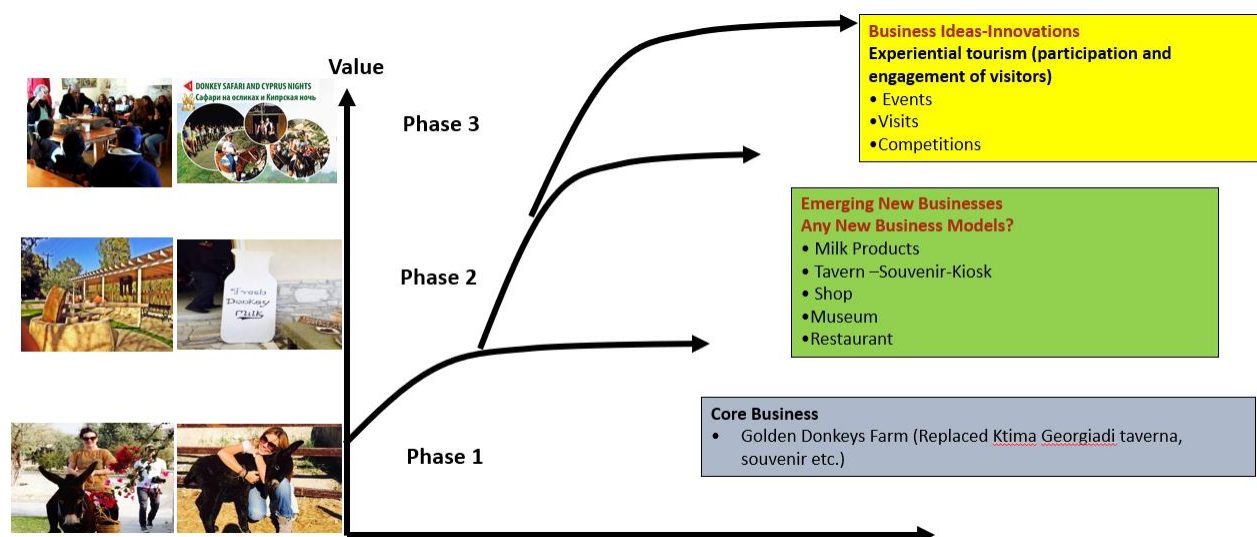 Value
DONKEY SAFARI AND CYPRUS NIGHTS
Сафари на осликах и Кипрская ночь
Phase 3
Business Ideas-Innovations
Experiential tourism (participation and
engagement of visitors)
• Events
•Visits
•Competitions
Fresh
Donkey
Milk
Phase 2
Emerging New Businesses
Any New Business Models?
• Milk Products
• Tavern –Souvenir-Kiosk
• Shop
•Museum
•Restaurant
Phase 1
Core Business
• Golden Donkeys Farm (Replaced Ktima Georgiadi taverna,
souvenir etc.)